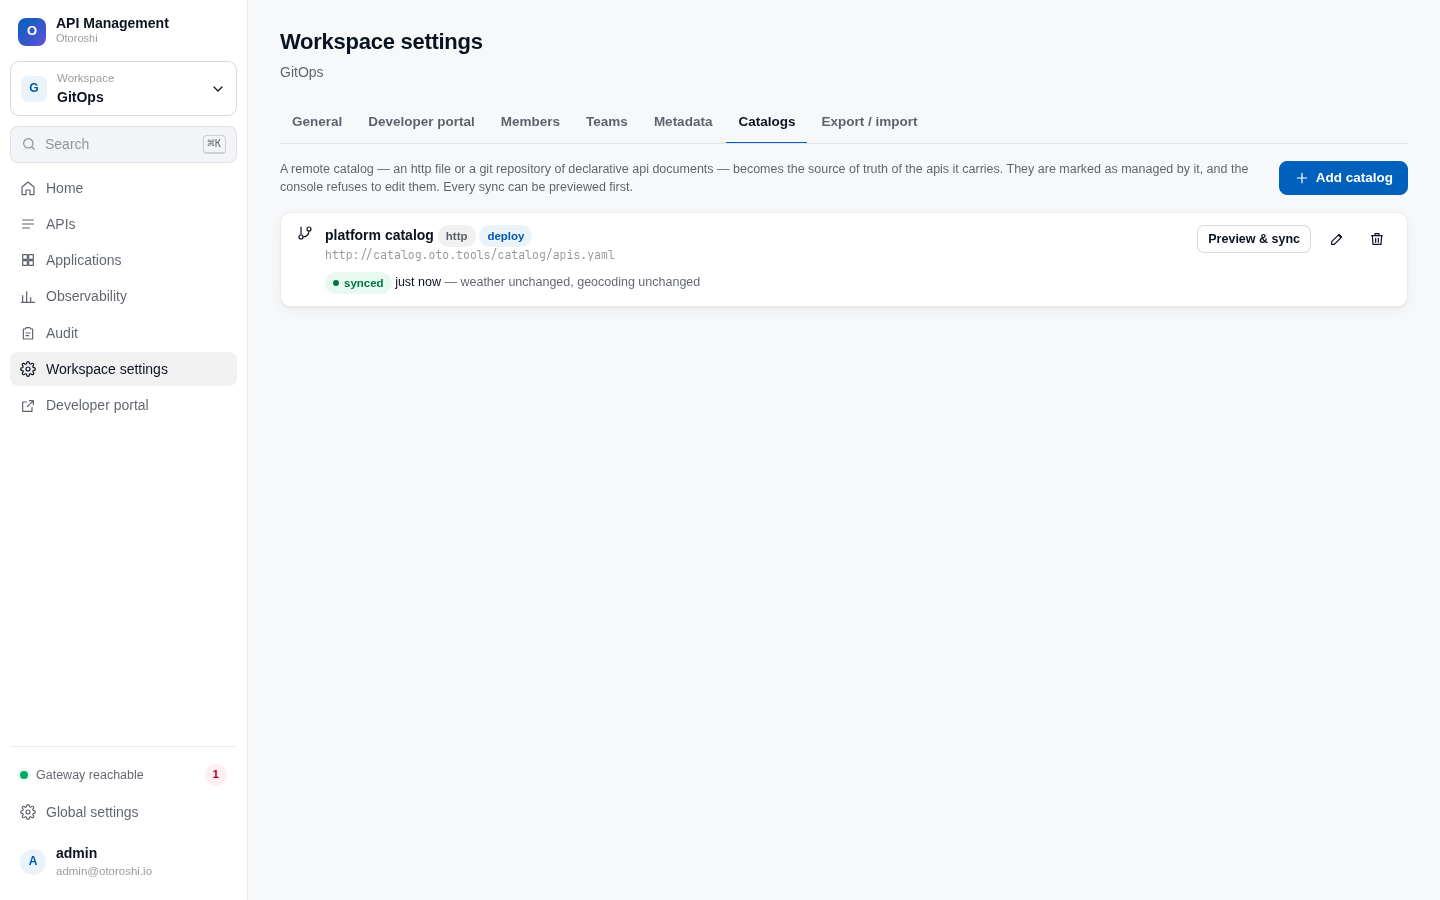 O
API Management
Otoroshi
G
Workspace
GitOps
Search
⌘K
Home
APIs
Applications
Observability
Audit
Workspace settings
Developer portal
Gateway reachable
1
Global settings
A
admin
admin@otoroshi.io
Workspace settings
GitOps
General
Developer portal
Members
Teams
Metadata
Catalogs
Export / import
A remote catalog — an http file or a git repository of declarative api documents — becomes the source of truth of the apis it carries. They are marked as managed by it, and the
console refuses to edit them. Every sync can be previewed first.
Add catalog
platform catalog http deploy
http://catalog.oto.tools/catalog/apis.yaml
synced just now — weather unchanged, geocoding unchanged
Preview & sync